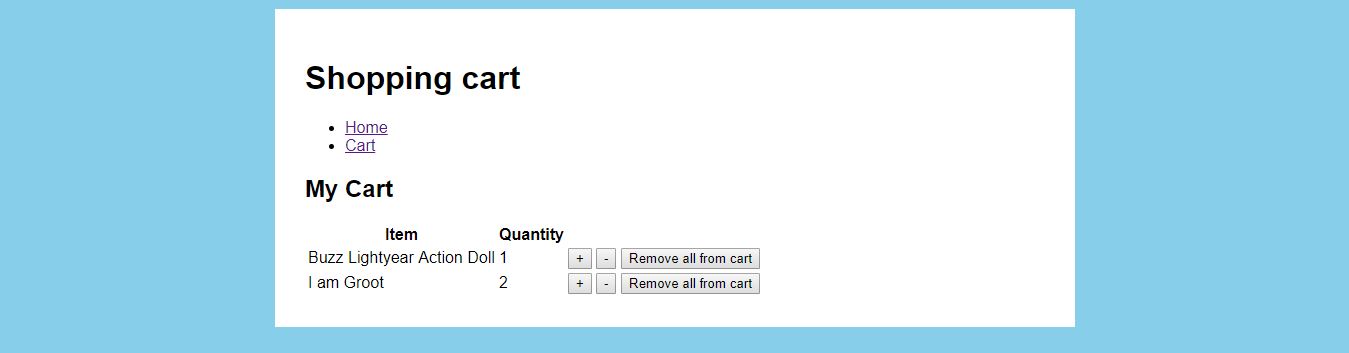 Shopping cart
Home
Cart
My Cart
Item Quantity
Buzz Lightyear Action Doll 1 + - Remove all from cart
I am Groot 2 + - Remove all from cart